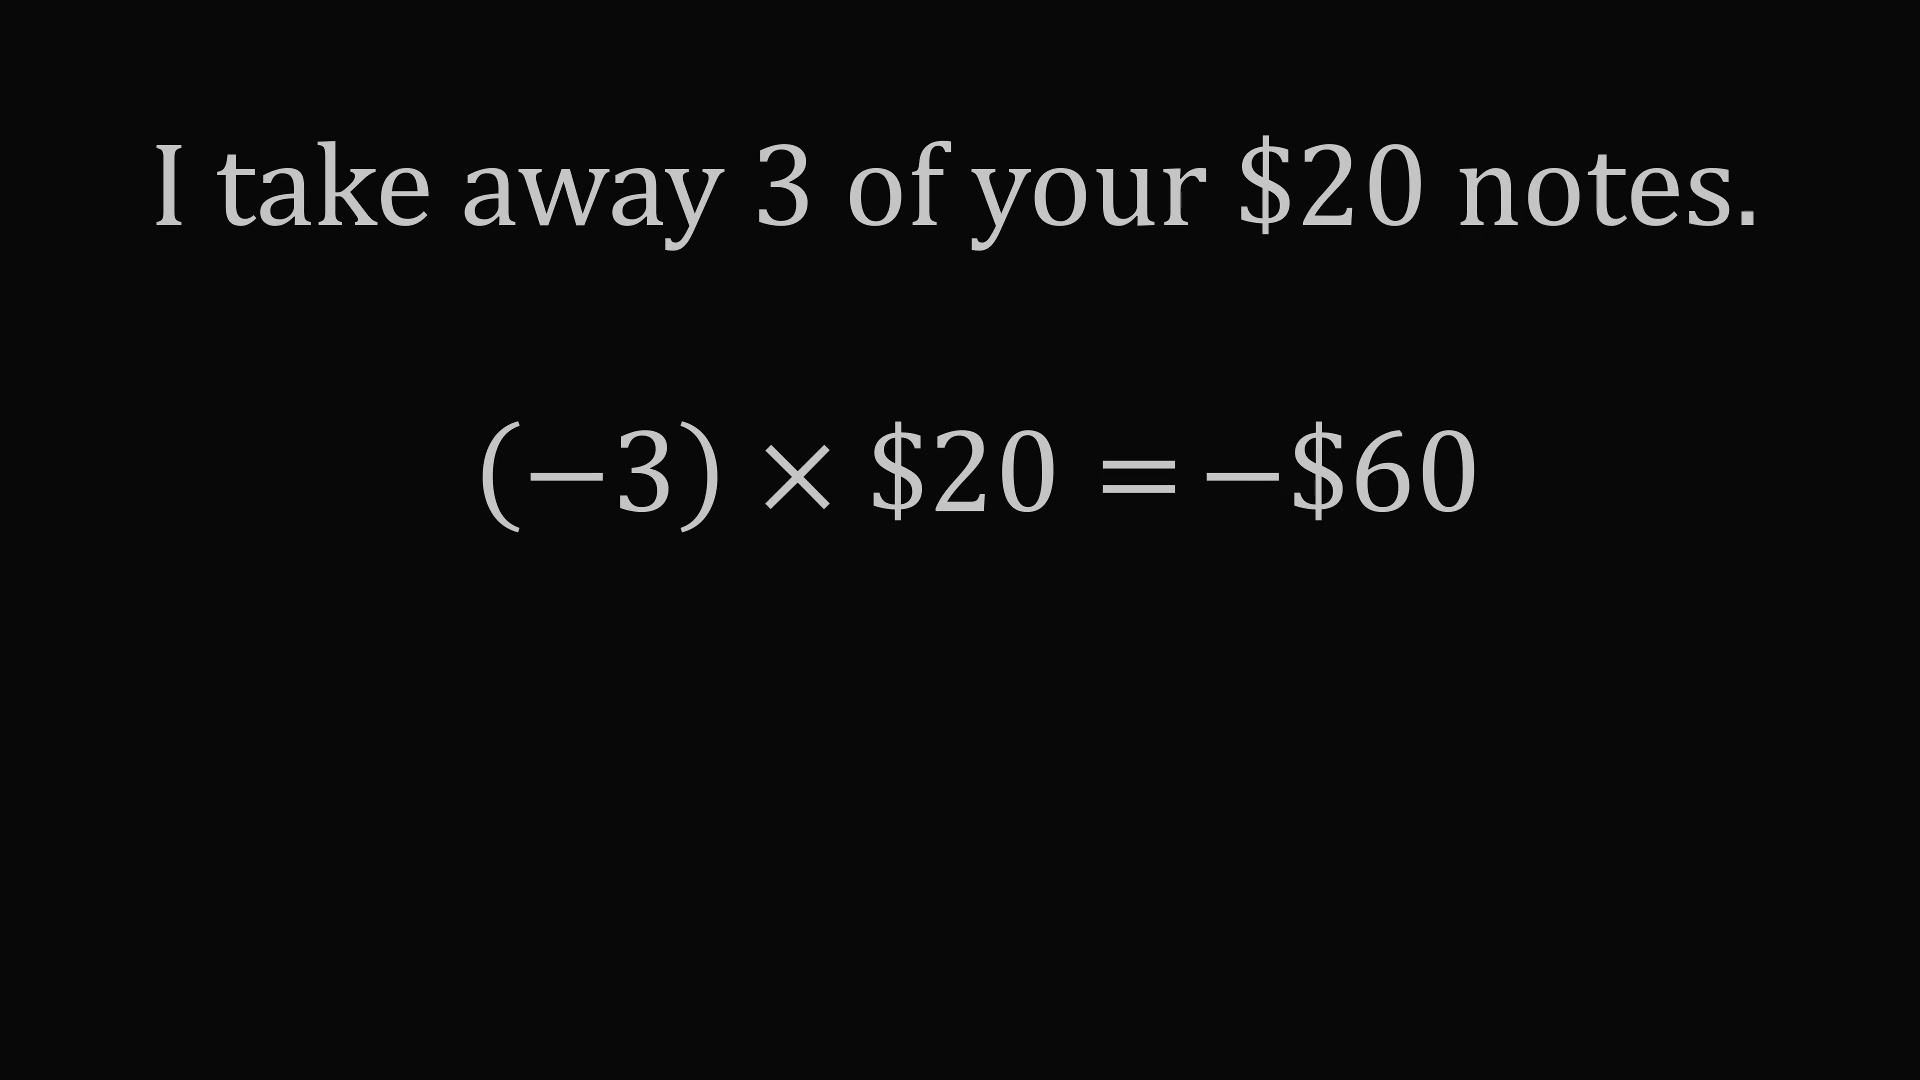 I take away 3 of your $20 notes.
(−3) × $20 = −$60